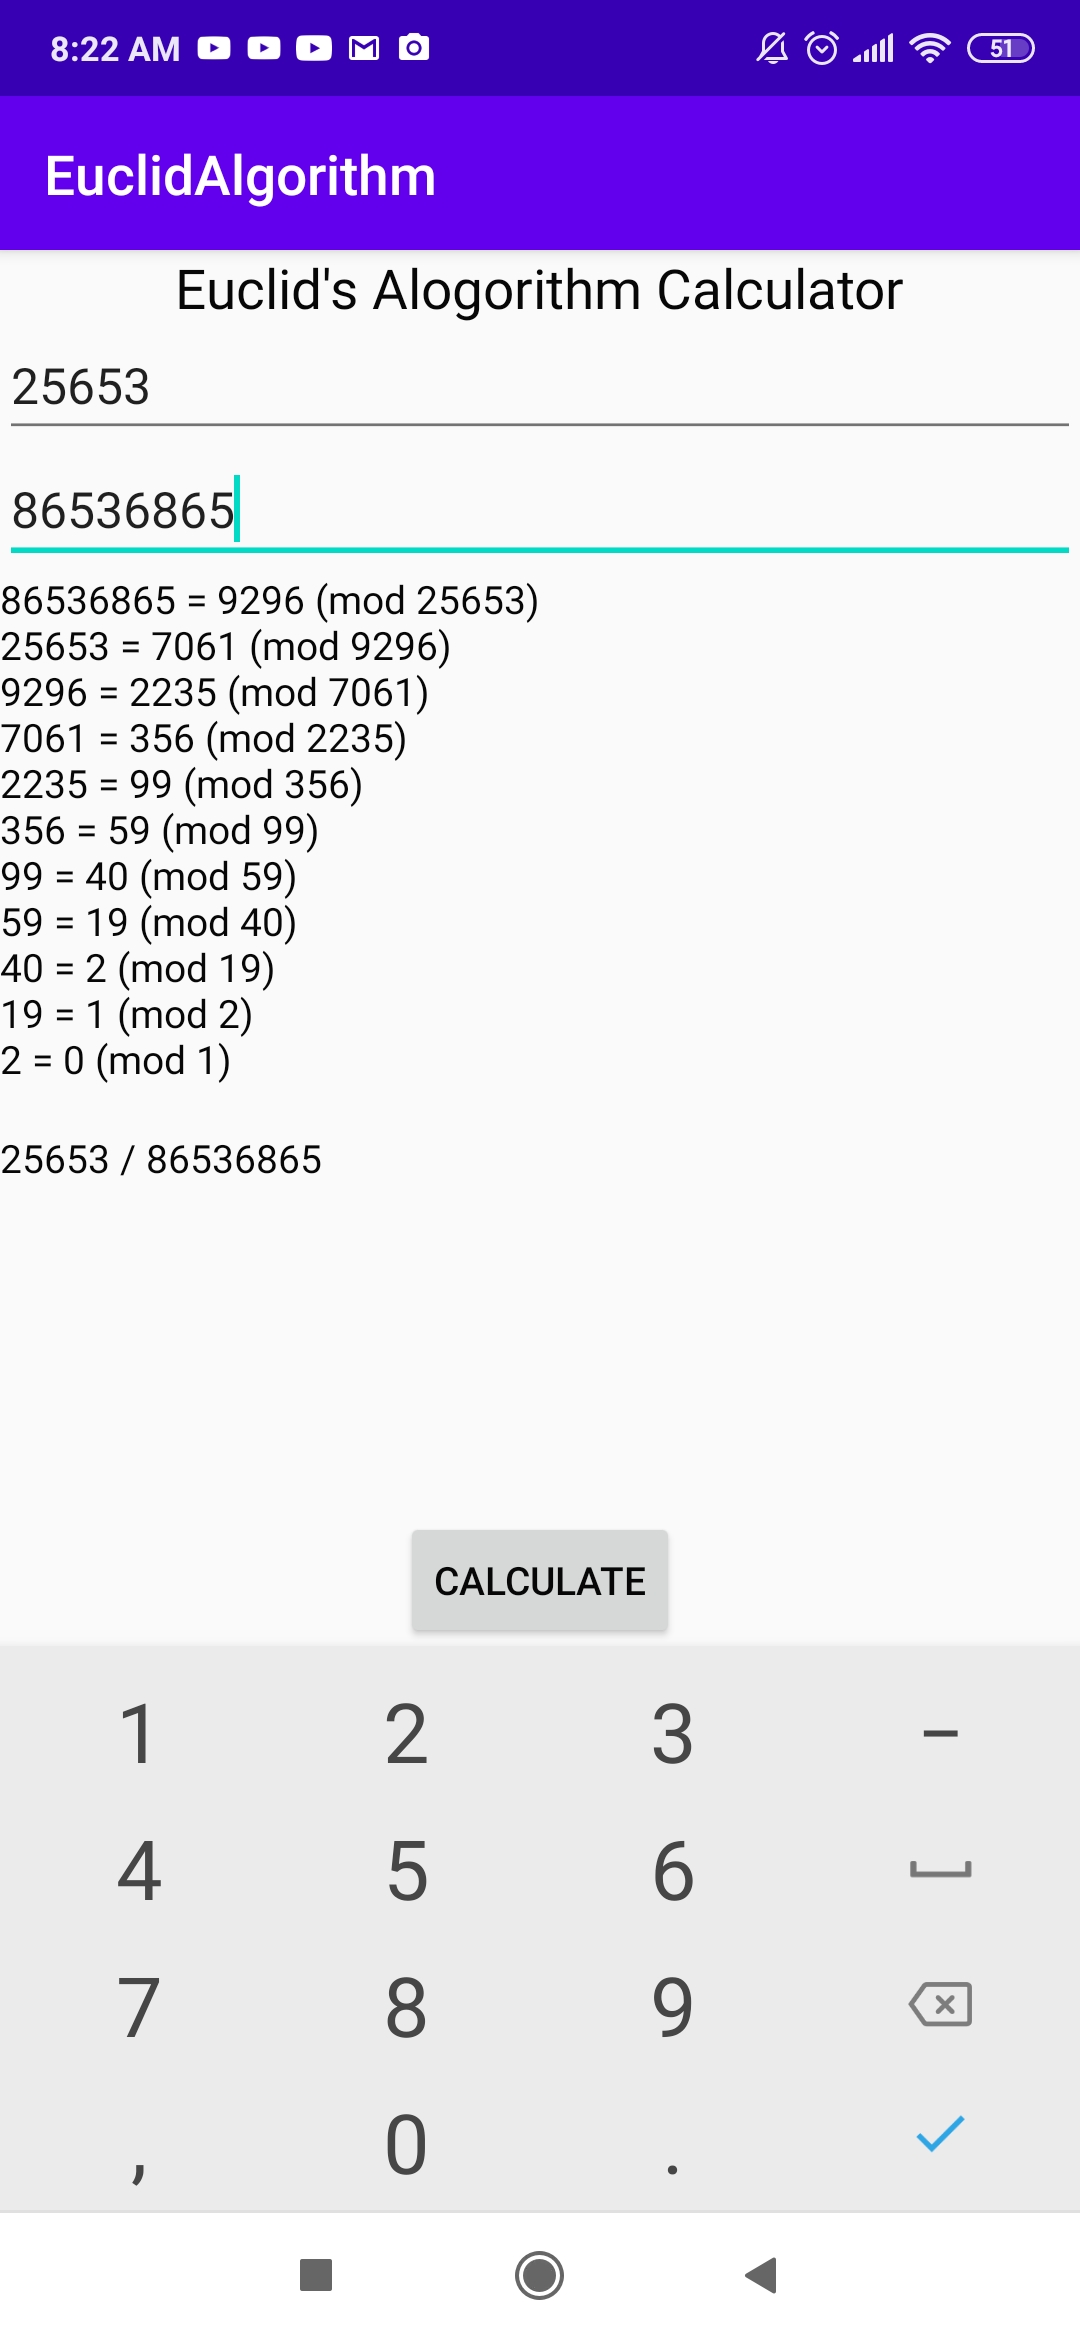 8:22 AM
51
EuclidAlgorithm
Euclid's Alogorithm Calculator
25653
86536865
86536865 = 9296 (mod 25653)
25653 = 7061 (mod 9296)
9296 = 2235 (mod 7061)
7061 = 356 (mod 2235)
2235 = 99 (mod 356)
356 = 59 (mod 99)
99 = 40 (mod 59)
59 = 19 (mod 40)
40 = 2 (mod 19)
19 = 1 (mod 2)
2 = 0 (mod 1)
25653 / 86536865
CALCULATE
1 2 3 –
4 5 6
7 8 9
, 0 .